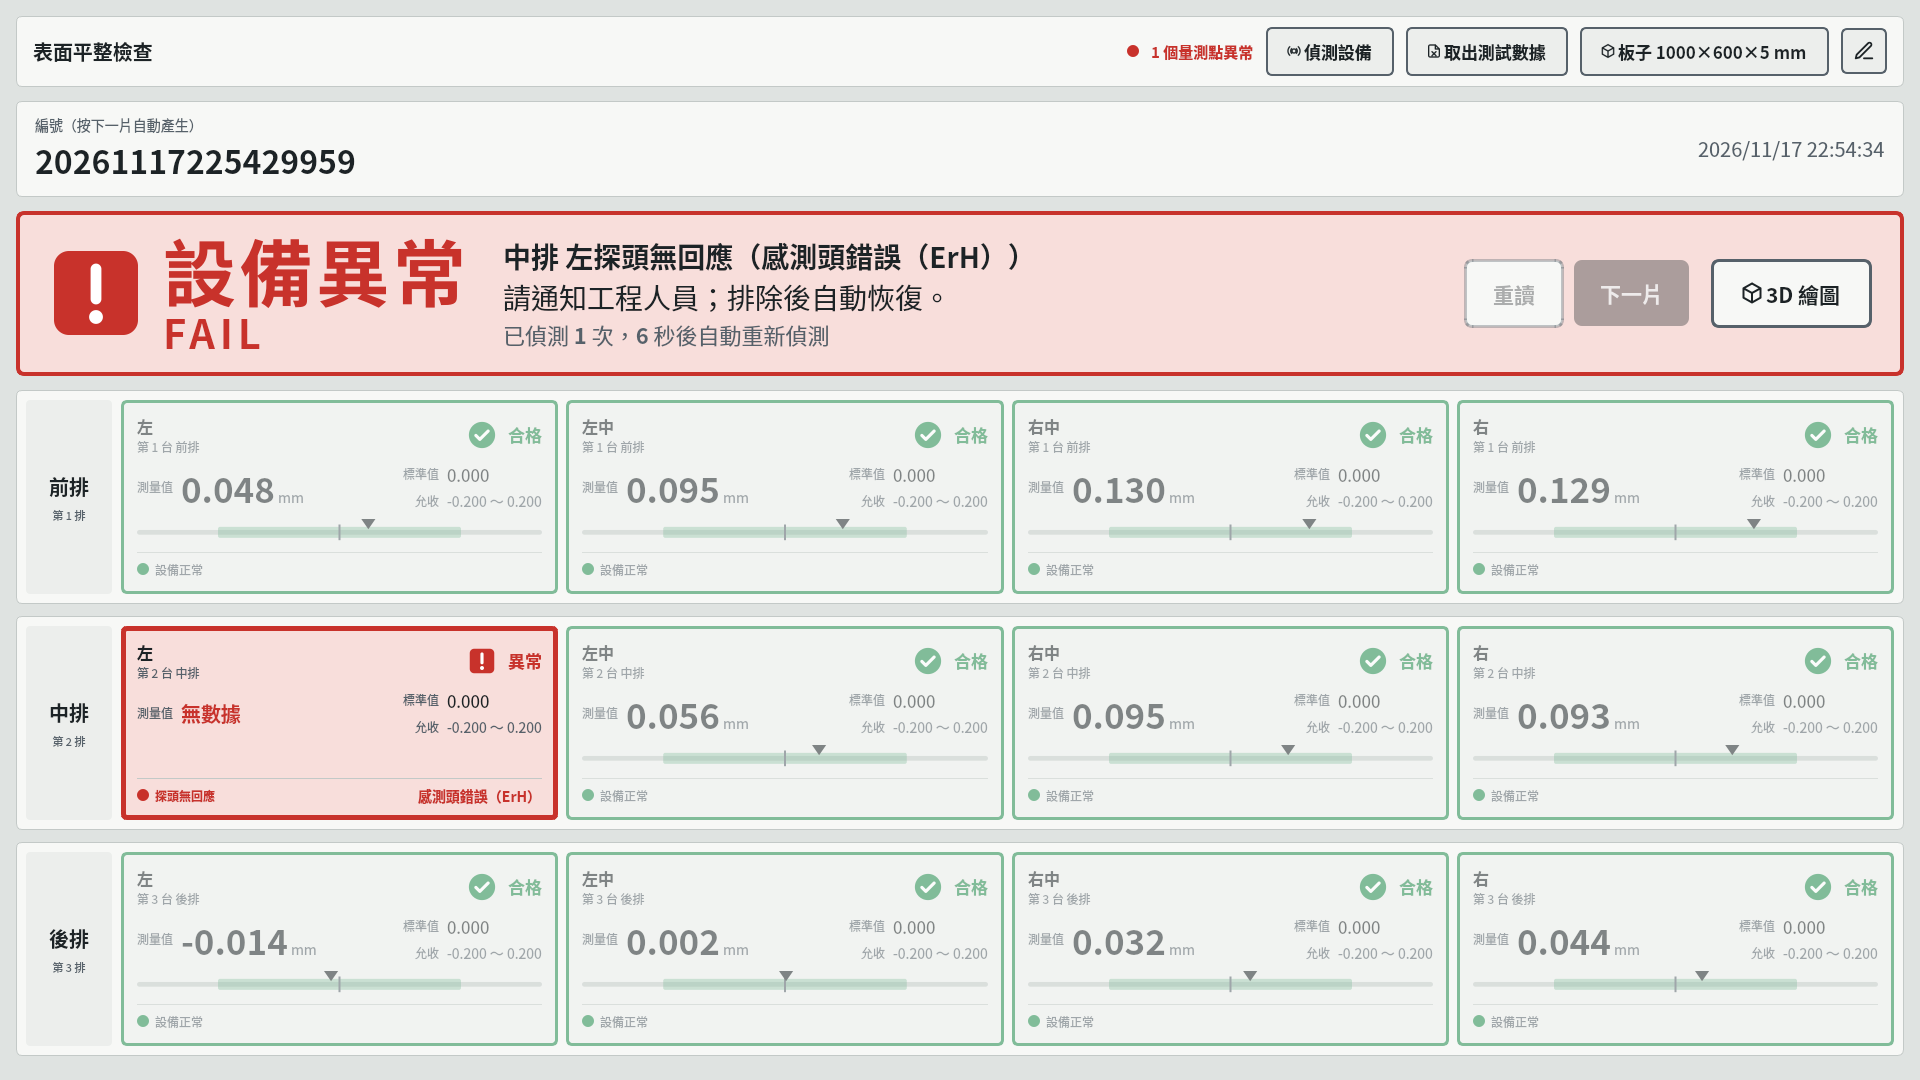 表面平整檢查
1 個量測點異常
偵測設備
取出測試數據
板子 1000×600×5 mm
編號（按下一片自動產生）
20261117225429959
2026/11/17 22:54:34
設備異常
FAIL
中排 左探頭無回應（感測頭錯誤（ErH））
請通知工程人員；排除後自動恢復。
已偵測 1 次，6 秒後自動重新偵測
重讀
下一片
3D 繪圖
前排
第 1 排
左
第 1 台 前排
合格
測量值 0.048 mm
標準值 0.000
允收 -0.200 ～ 0.200
設備正常
左中
第 1 台 前排
合格
測量值 0.095 mm
標準值 0.000
允收 -0.200 ～ 0.200
設備正常
右中
第 1 台 前排
合格
測量值 0.130 mm
標準值 0.000
允收 -0.200 ～ 0.200
設備正常
右
第 1 台 前排
合格
測量值 0.129 mm
標準值 0.000
允收 -0.200 ～ 0.200
設備正常
中排
第 2 排
左
第 2 台 中排
異常
測量值 無數據
標準值 0.000
允收 -0.200 ～ 0.200
探頭無回應
感測頭錯誤（ErH）
左中
第 2 台 中排
合格
測量值 0.056 mm
標準值 0.000
允收 -0.200 ～ 0.200
設備正常
右中
第 2 台 中排
合格
測量值 0.095 mm
標準值 0.000
允收 -0.200 ～ 0.200
設備正常
右
第 2 台 中排
合格
測量值 0.093 mm
標準值 0.000
允收 -0.200 ～ 0.200
設備正常
後排
第 3 排
左
第 3 台 後排
合格
測量值 -0.014 mm
標準值 0.000
允收 -0.200 ～ 0.200
設備正常
左中
第 3 台 後排
合格
測量值 0.002 mm
標準值 0.000
允收 -0.200 ～ 0.200
設備正常
右中
第 3 台 後排
合格
測量值 0.032 mm
標準值 0.000
允收 -0.200 ～ 0.200
設備正常
右
第 3 台 後排
合格
測量值 0.044 mm
標準值 0.000
允收 -0.200 ～ 0.200
設備正常